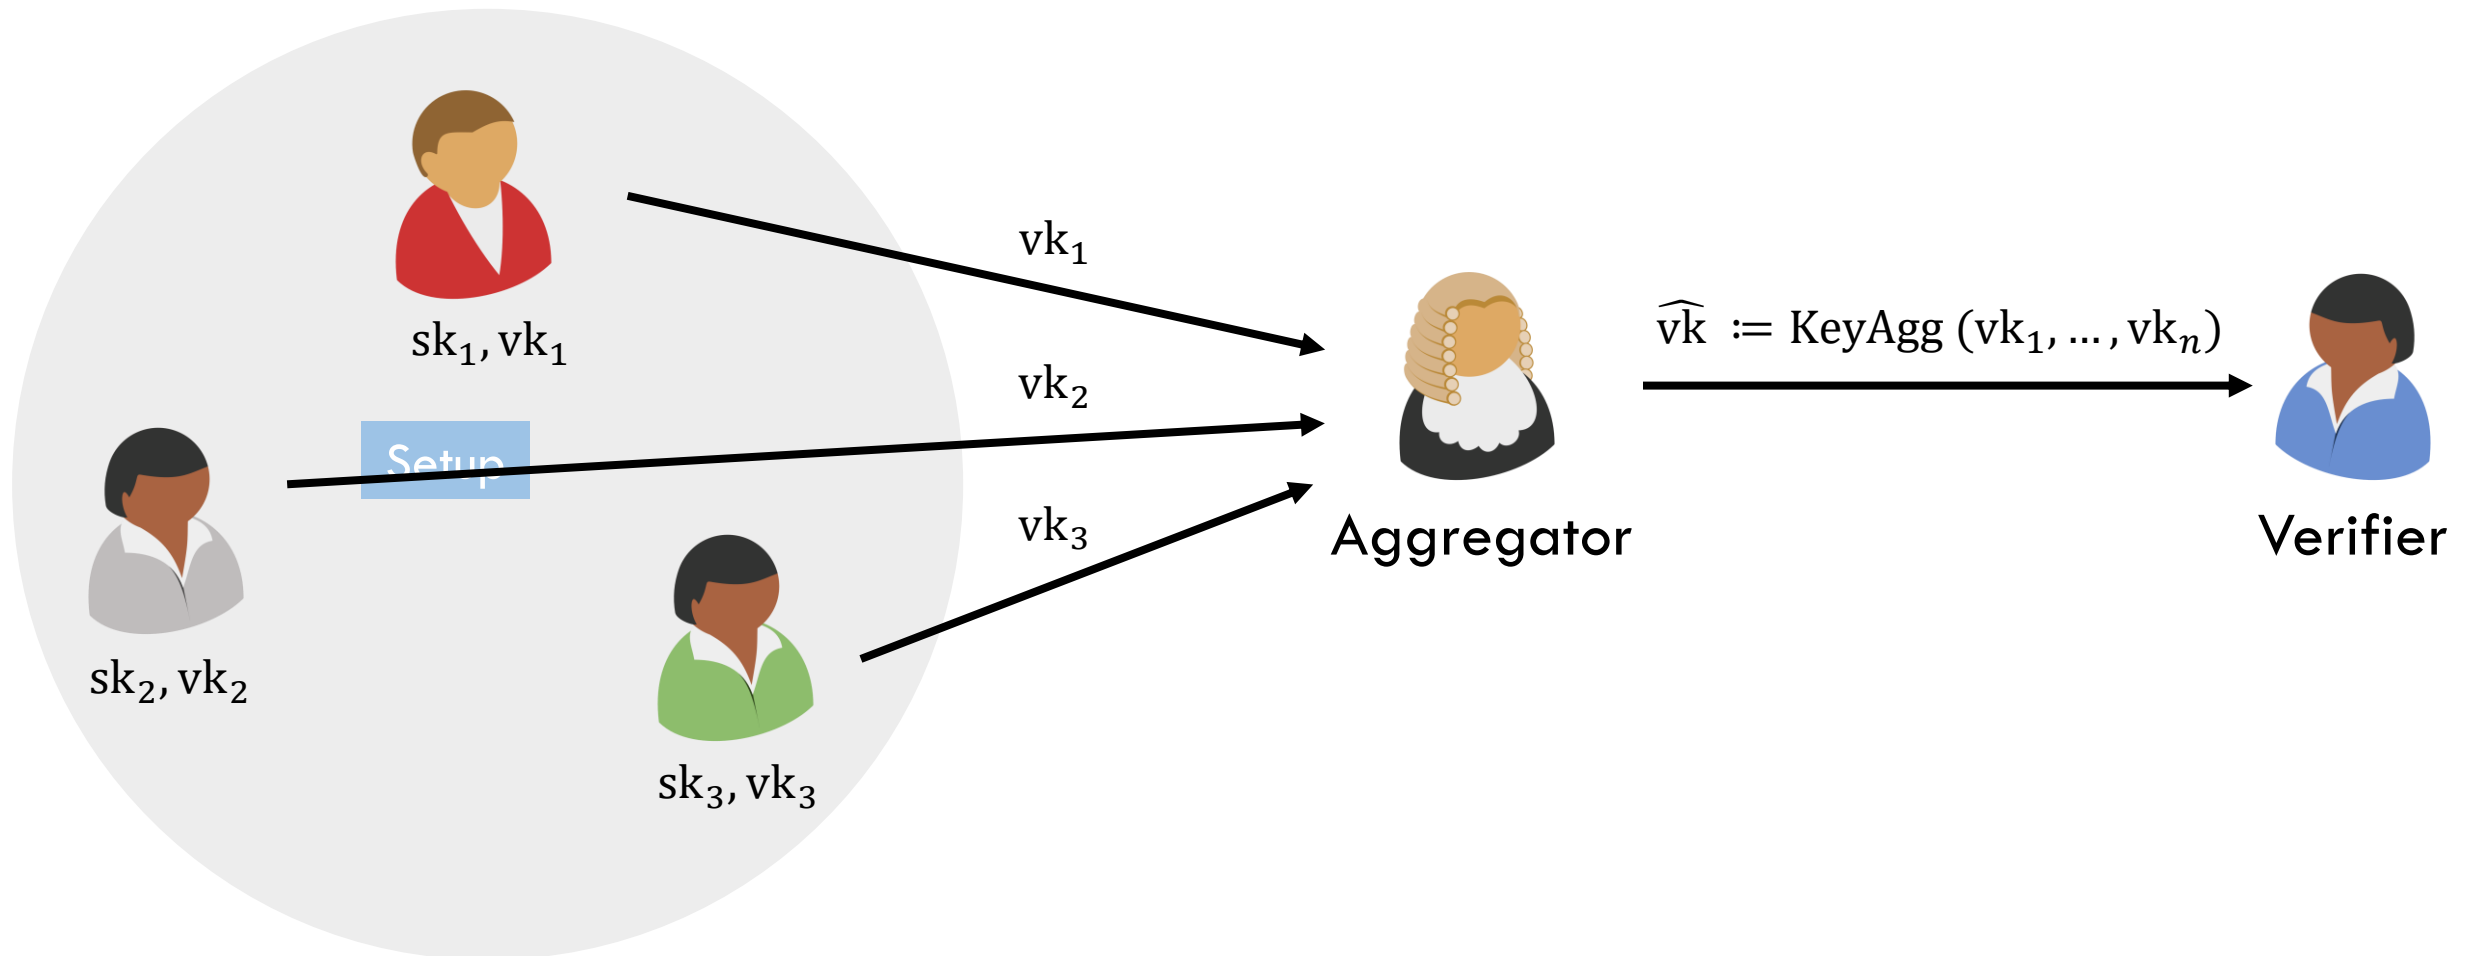 vk₁
sk₁, vk₁
v͡k := KeyAgg (vk₁, … , vkₙ)
vk₂
Setup
vk₃
Aggregator
Verifier
sk₂, vk₂
sk₃, vk₃